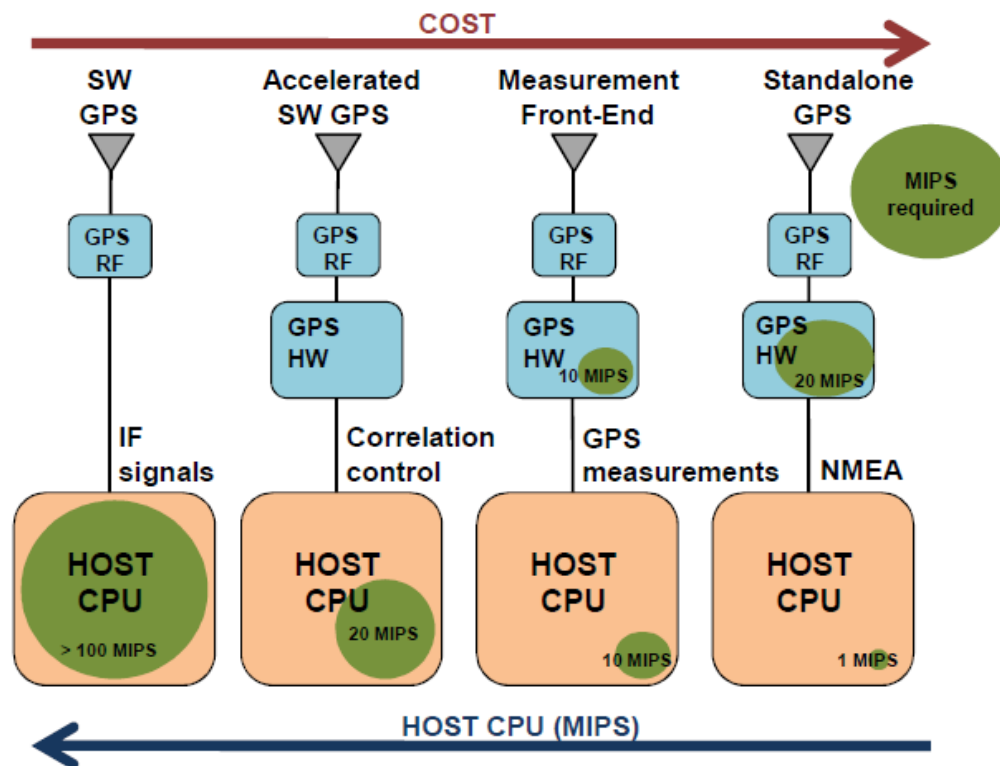 COST
SW
GPS
Accelerated
SW GPS
Measurement
Front-End
Standalone
GPS
MIPS
required
GPS
RF
GPS
RF
GPS
RF
GPS
RF
GPS
HW
GPS
HW
10 MIPS
GPS
HW
20 MIPS
IF
signals
Correlation
control
GPS
measurements
NMEA
HOST
CPU
> 100 MIPS
HOST
CPU
20 MIPS
HOST
CPU
10 MIPS
HOST
CPU
1 MIPS
HOST CPU (MIPS)